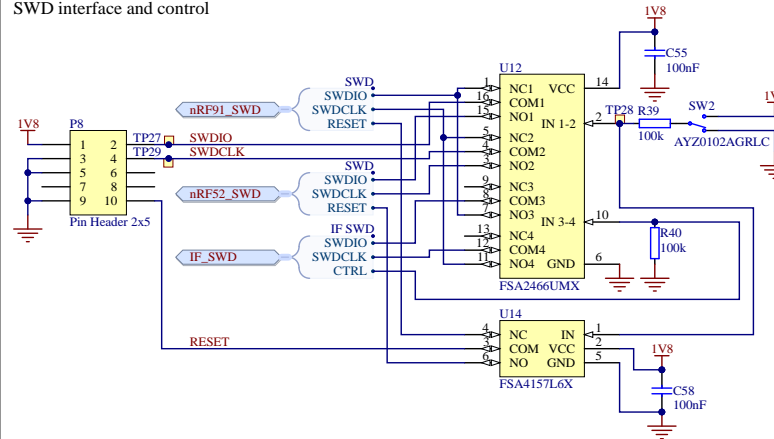 SWD interface and control
1V8
C55
100nF
U12
SWD
SWDIO
SWDCLK
RESET
nRF91_SWD
1
16
15
5
4
3
9
8
7
13
12
11
NC1
COM1
NO1
NC2
COM2
NO2
NC3
COM3
NO3
NC4
COM4
NO4
VCC
IN 1-2
IN 3-4
GND
14
2
10
6
FSA2466UMX
TP28
R39
100k
SW2
AYZ0102AGRLC
1V
R40
100k
P8
1V8
1 2
3 4
5 6
7 8
9 10
Pin Header 2x5
TP27
SWDIO
TP29
SWDCLK
SWD
SWDIO
SWDCLK
RESET
nRF52_SWD
IF SWD
SWDIO
SWDCLK
CTRL
IF_SWD
RESET
U14
4
3
6
NC
COM
NO
IN
VCC
GND
1
2
5
FSA4157L6X
1V8
C58
100nF